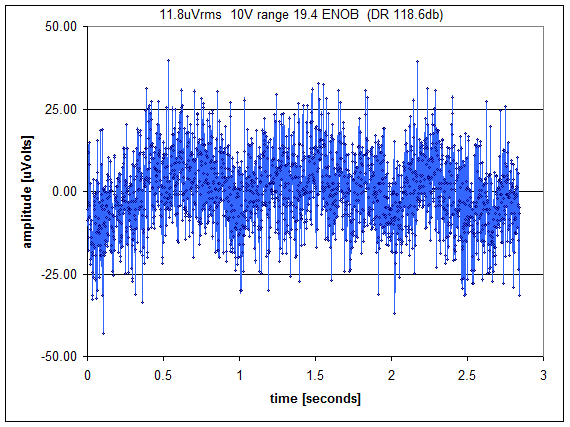 11.8uVrms 10V range 19.4 ENOB (DR 118.6db)
50.00
25.00
0.00
-25.00
-50.00
amplitude [uVolts]
0 0.5 1 1.5 2 2.5 3
time [seconds]